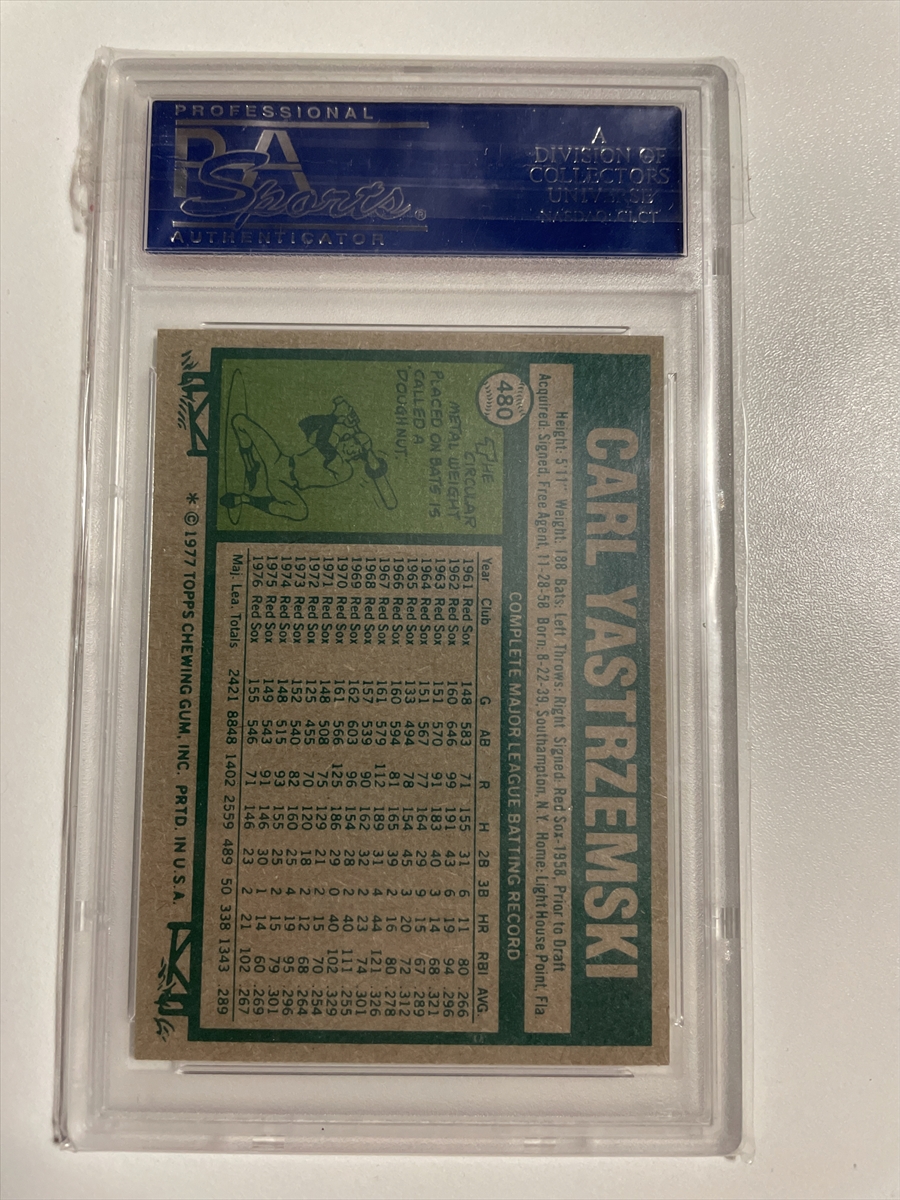 PROFESSIONAL
PSA
Sports®
AUTHENTICATOR
A
DIVISION OF
COLLECTORS
UNIVERSE
NASDAQ: CLCT
CARL YASTRZEMSKI
Height: 5'11" Weight: 188 Bats: Left Throws: Right Signed: Red Sox-1958, Prior to Draft
Acquired: Signed, Free Agent, 11-28-58 Born: 8-22-39, Southampton, N.Y. Home: Light House Point, Fla
480
COMPLETE MAJOR LEAGUE BATTING RECORD
THE
CIRCULAR
METAL WEIGHT
PLACED ON BATS IS
CALLED A
DOUGHNUT.
Year Club G AB R H 2B 3B HR RBI AVG.
1961 Red Sox 148 583 71 155 31 6 11 80 .266
1962 Red Sox 160 646 99 191 43 6 19 94 .296
1963 Red Sox 151 570 91 183 40 3 14 68 .321
1964 Red Sox 151 567 77 164 29 9 15 67 .289
1965 Red Sox 133 494 78 154 45 3 20 72 .312
1966 Red Sox 160 594 81 165 39 2 16 80 .278
1967 Red Sox 161 579 112 189 31 4 44 121 .326
1968 Red Sox 157 539 90 162 32 2 23 74 .301
1969 Red Sox 162 603 96 154 28 2 40 111 .255
1970 Red Sox 161 566 125 186 29 0 40 102 .329
1971 Red Sox 148 508 75 129 21 2 15 70 .254
1972 Red Sox 125 455 70 120 18 2 12 68 .264
1973 Red Sox 152 540 82 160 25 4 19 95 .296
1974 Red Sox 148 515 93 155 25 2 15 79 .301
1975 Red Sox 149 543 91 146 30 1 14 60 .269
1976 Red Sox 155 546 71 146 23 2 21 102 .267
Maj. Lea. Totals 2421 8848 1402 2559 489 50 338 1343 .289
* © 1977 TOPPS CHEWING GUM, INC. PRTD. IN U.S.A.